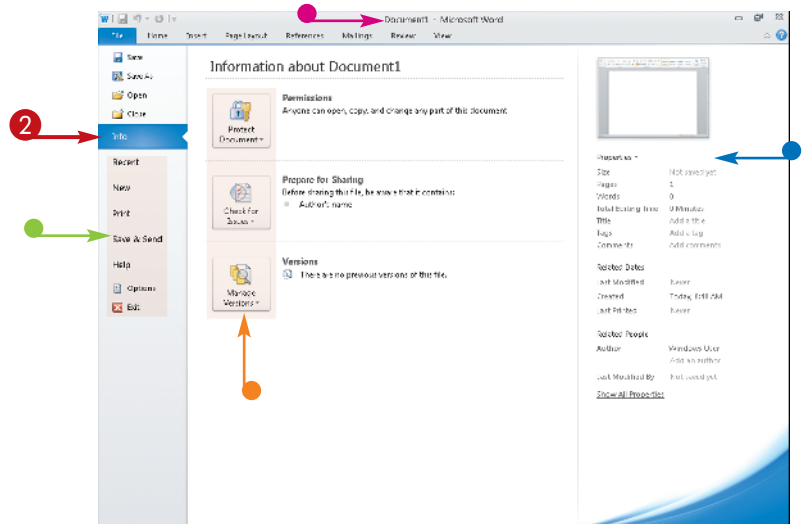 Document1 - Microsoft Word
File Home Insert Page Layout References Mailings Review View
Save
Save As
Open
Close
2
Info
Recent
New
Print
Save & Send
Help
Options
Exit
Information about Document1
Protect
Document
Permissions
Anyone can open, copy, and change any part of this document
Check for
Issues
Prepare for Sharing
Before sharing this file, be aware that it contains:
Author's name
Manage
Versions
Versions
There are no previous versions of this file.
Properties
Size Not saved yet
Pages 1
Words 0
Total Editing Time 0 Minutes
Title Add a title
Tags Add a tag
Comments Add comments
Related Dates
Last Modified Never
Created Today, AM
Last Printed Never
Related People
Author Windows User
Add an author
Last Modified By Not saved yet
Show All Properties